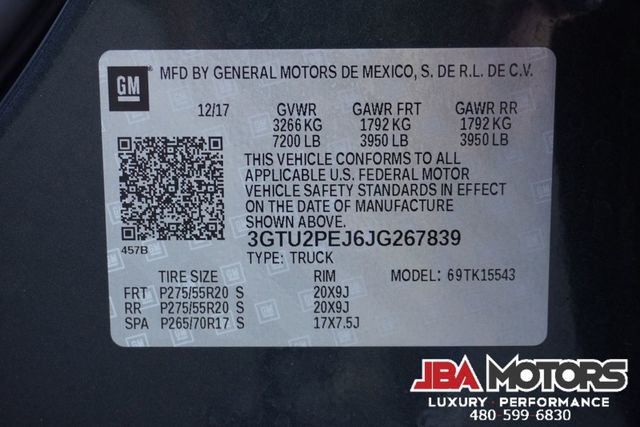 GM
MFD BY GENERAL MOTORS DE MEXICO, S. DE R.L. DE C.V.
12/17 GVWR GAWR FRT GAWR RR
3266 KG 1792 KG 1792 KG
7200 LB 3950 LB 3950 LB
THIS VEHICLE CONFORMS TO ALL
APPLICABLE U.S. FEDERAL MOTOR
VEHICLE SAFETY STANDARDS IN EFFECT
ON THE DATE OF MANUFACTURE
SHOWN ABOVE.
457B
3GTU2PEJ6JG267839
TYPE: TRUCK
TIRE SIZE RIM MODEL: 69TK15543
FRT P275/55R20 S 20X9J
RR P275/55R20 S 20X9J
SPA P265/70R17 S 17X7.5J
JBA MOTORS
LUXURY - PERFORMANCE
480-599-6830